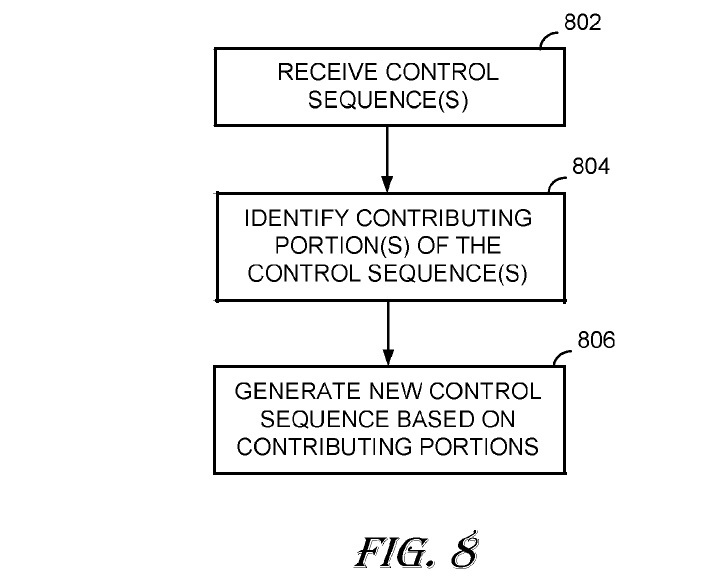 802
RECEIVE CONTROL
SEQUENCE(S)
804
IDENTIFY CONTRIBUTING
PORTION(S) OF THE
CONTROL SEQUENCE(S)
806
GENERATE NEW CONTROL
SEQUENCE BASED ON
CONTRIBUTING PORTIONS
FIG. 8